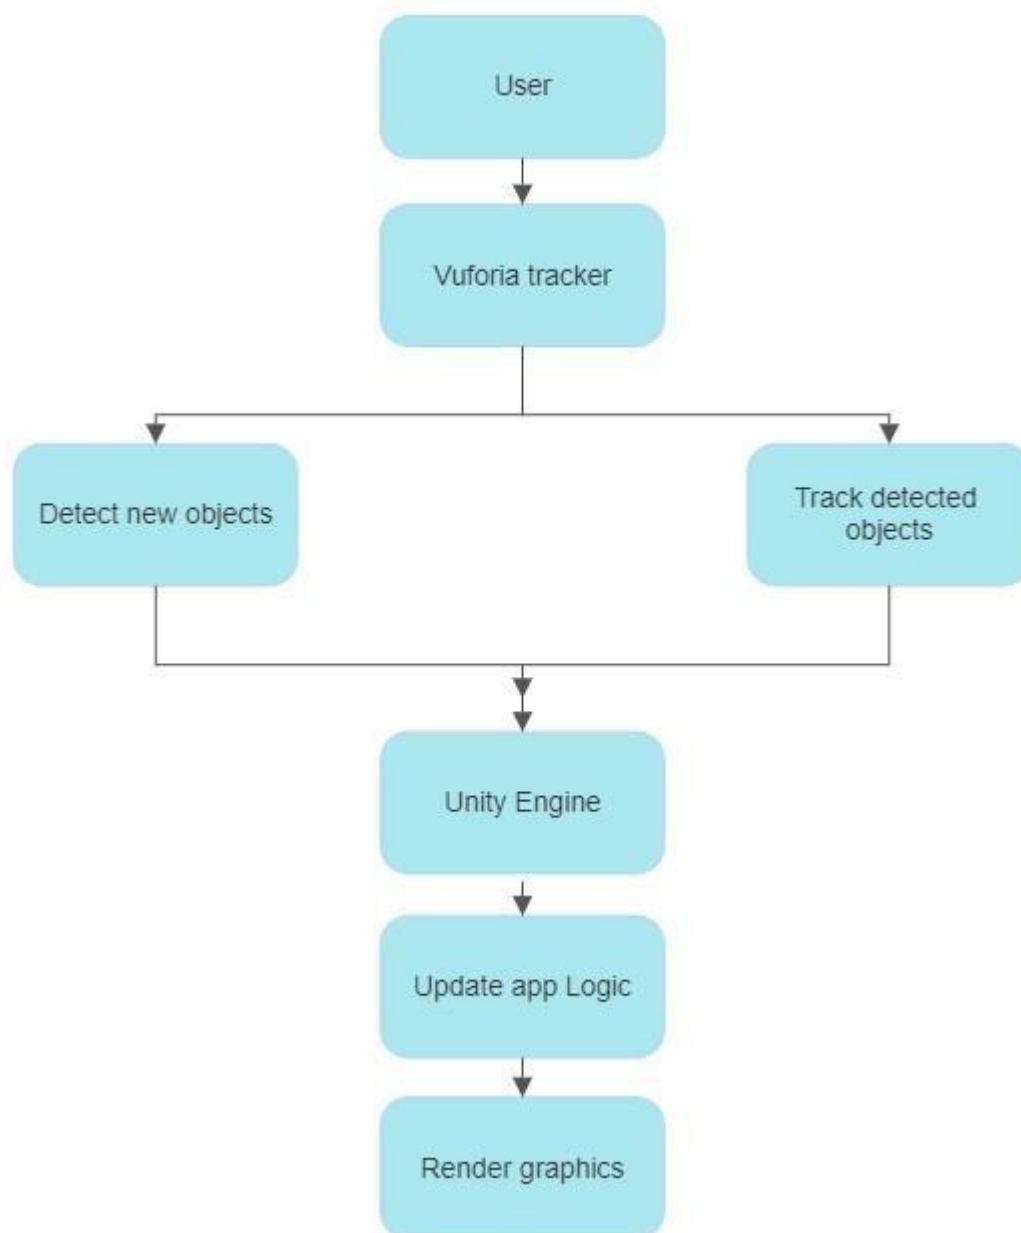 User
Vuforia tracker
Detect new objects
Track detected
objects
Unity Engine
Update app Logic
Render graphics